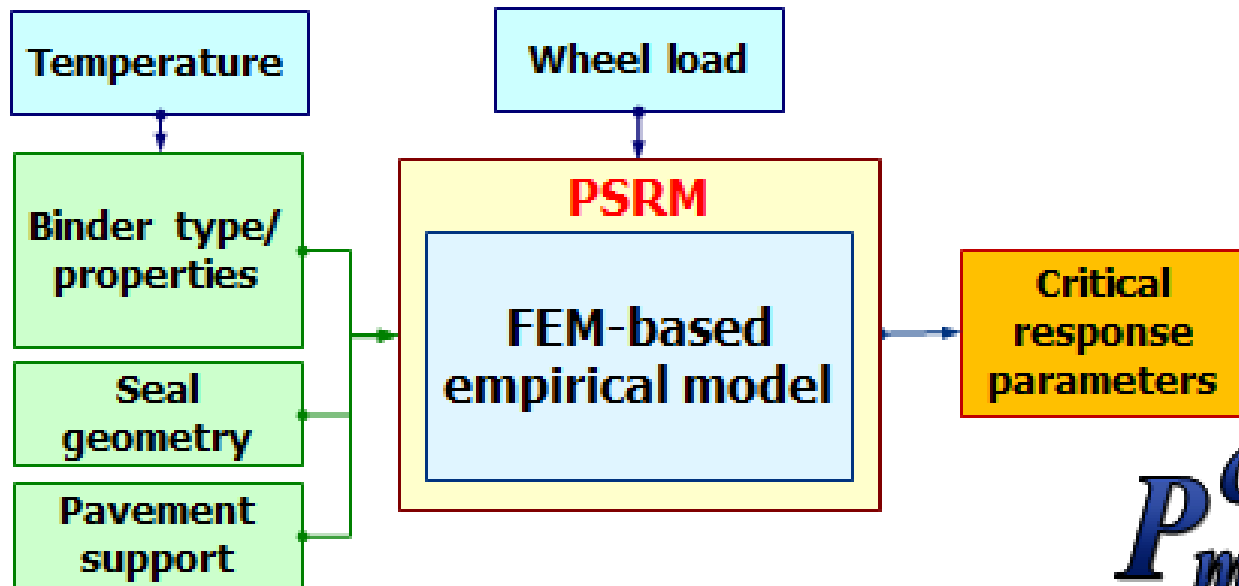 Temperature
Wheel load
Binder type/
properties
Seal
geometry
Pavement
support
PSRM
FEM-based
empirical model
Critical
response
parameters
P